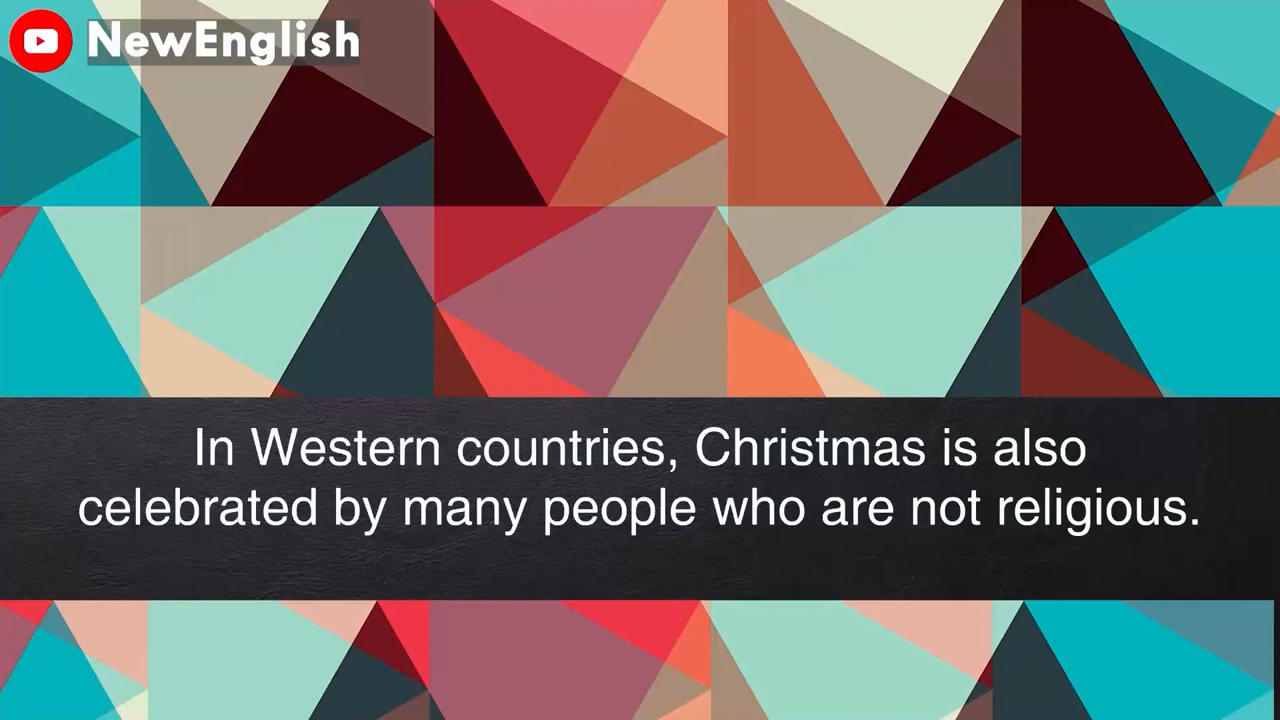 NewEnglish
In Western countries, Christmas is also
celebrated by many people who are not religious.